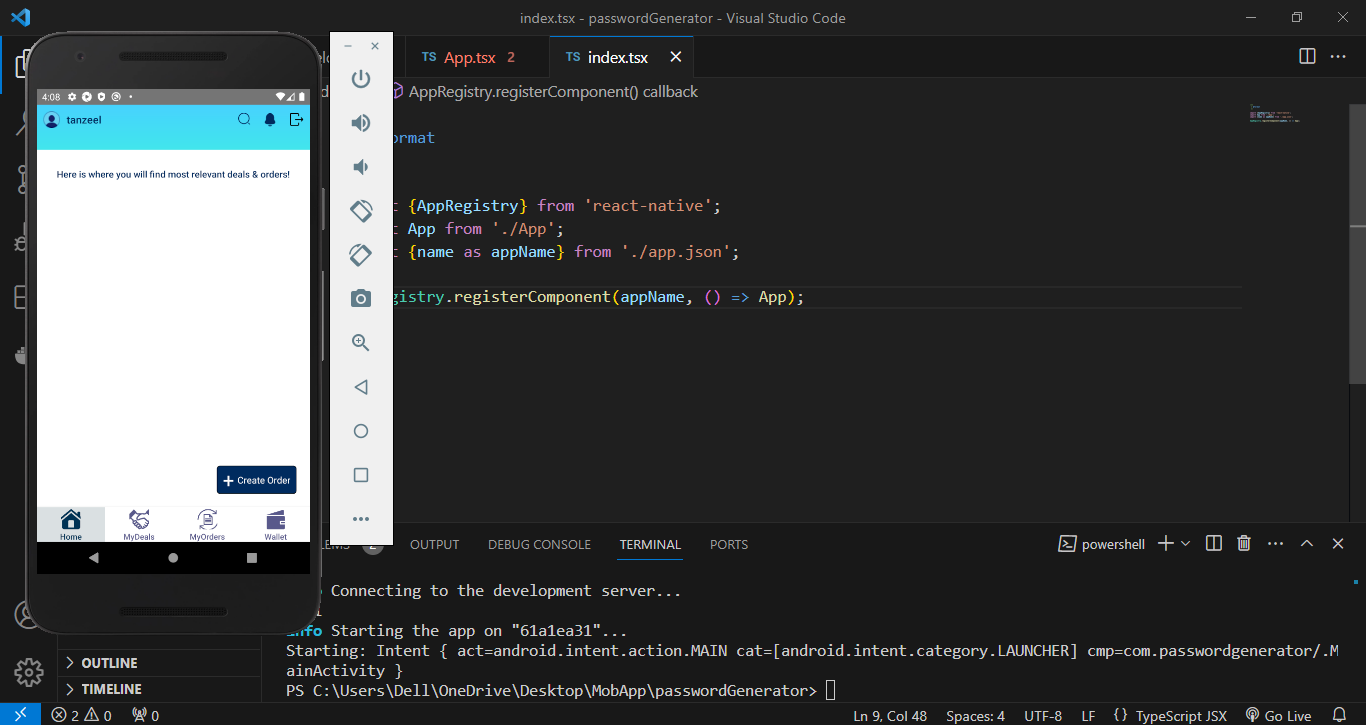 index.tsx - passwordGenerator - Visual Studio Code
TS App.tsx 2
TS index.tsx
AppRegistry.registerComponent() callback
4:08
tanzeel
Here is where you will find most relevant deals & orders!
Create Order
Home
MyDeals
MyOrders
Wallet
ormat
t {AppRegistry} from 'react-native';
t App from './App';
t {name as appName} from './app.json';
gistry.registerComponent(appName, () => App);
LEMS 2
OUTPUT
DEBUG CONSOLE
TERMINAL
PORTS
powershell
Connecting to the development server...
info Starting the app on "61a1ea31"...
Starting: Intent { act=android.intent.action.MAIN cat=[android.intent.category.LAUNCHER] cmp=com.passwordgenerator/.M
ainActivity }
PS C:\Users\Dell\OneDrive\Desktop\MobApp\passwordGenerator>
OUTLINE
TIMELINE
2 0 0
Ln 9, Col 48
Spaces: 4
UTF-8
LF
{} TypeScript JSX
Go Live